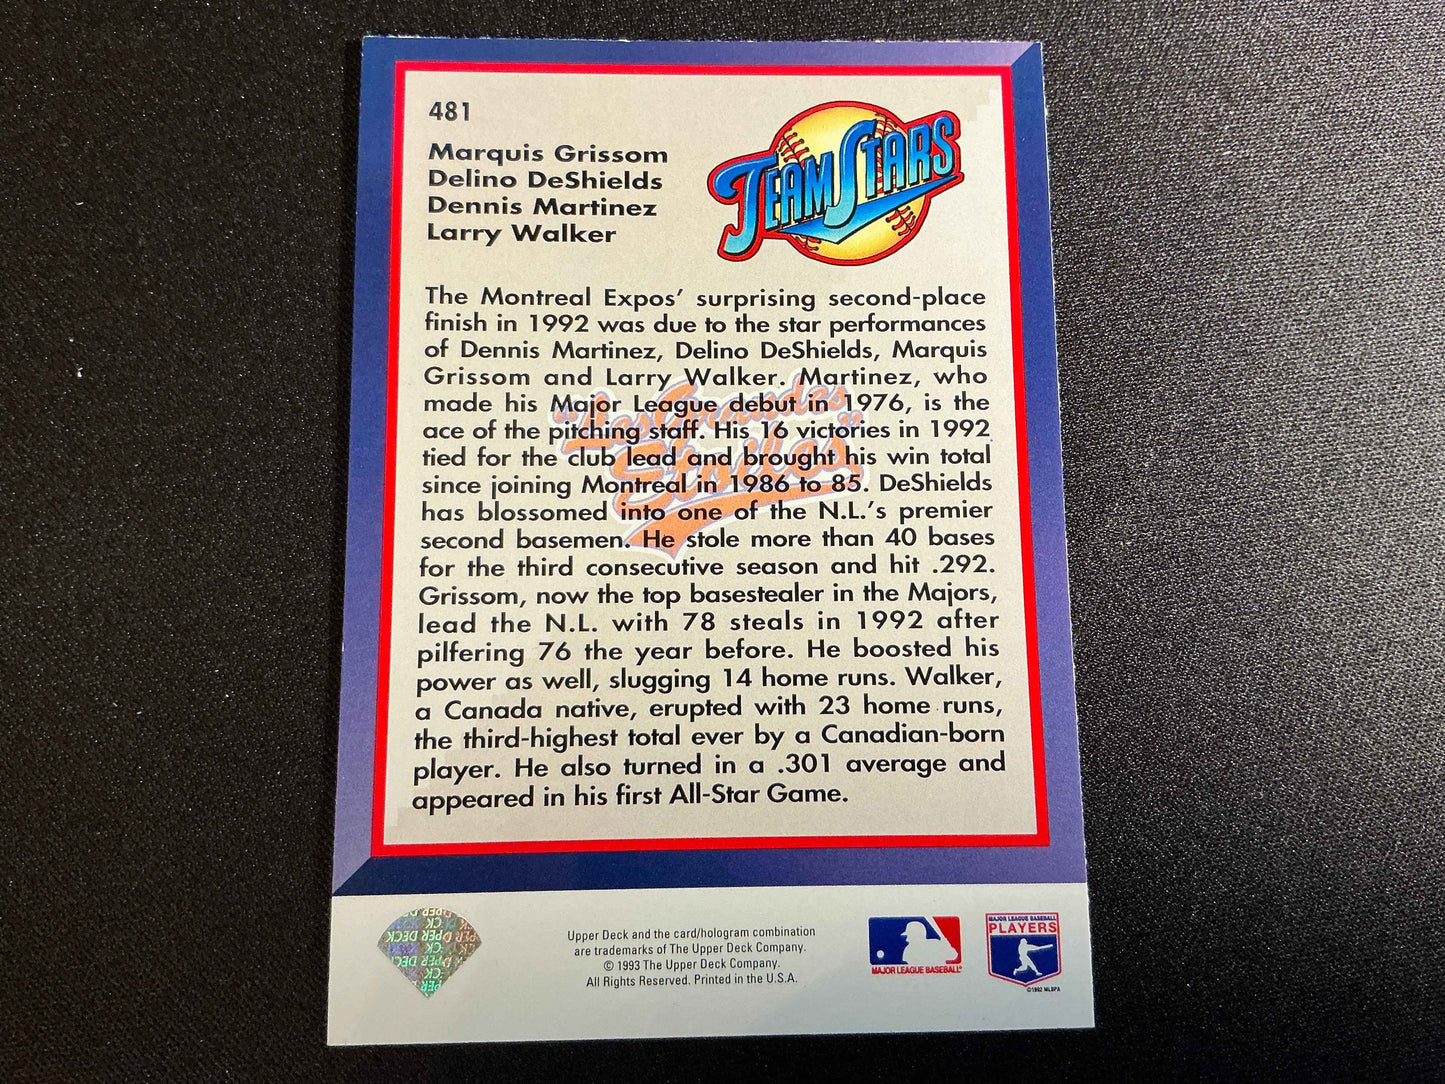 481
Marquis Grissom
Delino DeShields
Dennis Martinez
Larry Walker
TEAM STARS
The Montreal Expos' surprising second-place
finish in 1992 was due to the star performances
of Dennis Martinez, Delino DeShields, Marquis
Grissom and Larry Walker. Martinez, who
made his Major League debut in 1976, is the
ace of the pitching staff. His 16 victories in 1992
tied for the club lead and brought his win total
since joining Montreal in 1986 to 85. DeShields
has blossomed into one of the N.L.'s premier
second basemen. He stole more than 40 bases
for the third consecutive season and hit .292.
Grissom, now the top basestealer in the Majors,
lead the N.L. with 78 steals in 1992 after
pilfering 76 the year before. He boosted his
power as well, slugging 14 home runs. Walker,
a Canada native, erupted with 23 home runs,
the third-highest total ever by a Canadian-born
player. He also turned in a .301 average and
appeared in his first All-Star Game.
"Les Grandes
Étoiles"
UPPER DECK
Upper Deck and the card/hologram combination
are trademarks of The Upper Deck Company.
© 1993 The Upper Deck Company.
All Rights Reserved. Printed in the U.S.A.
MAJOR LEAGUE BASEBALL
MAJOR LEAGUE BASEBALL
PLAYERS
©1992 MLBPA